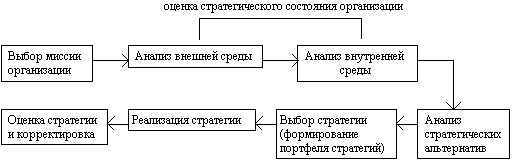 оценка стратегического состояния организации
Выбор миссии
организации
Анализ внешней среды
Анализ внутренней
среды
Оценка стратегии
и корректировка
Реализация стратегии
Выбор стратегии
(формирование
портфеля стратегий)
Анализ
стратегических
альтернатив